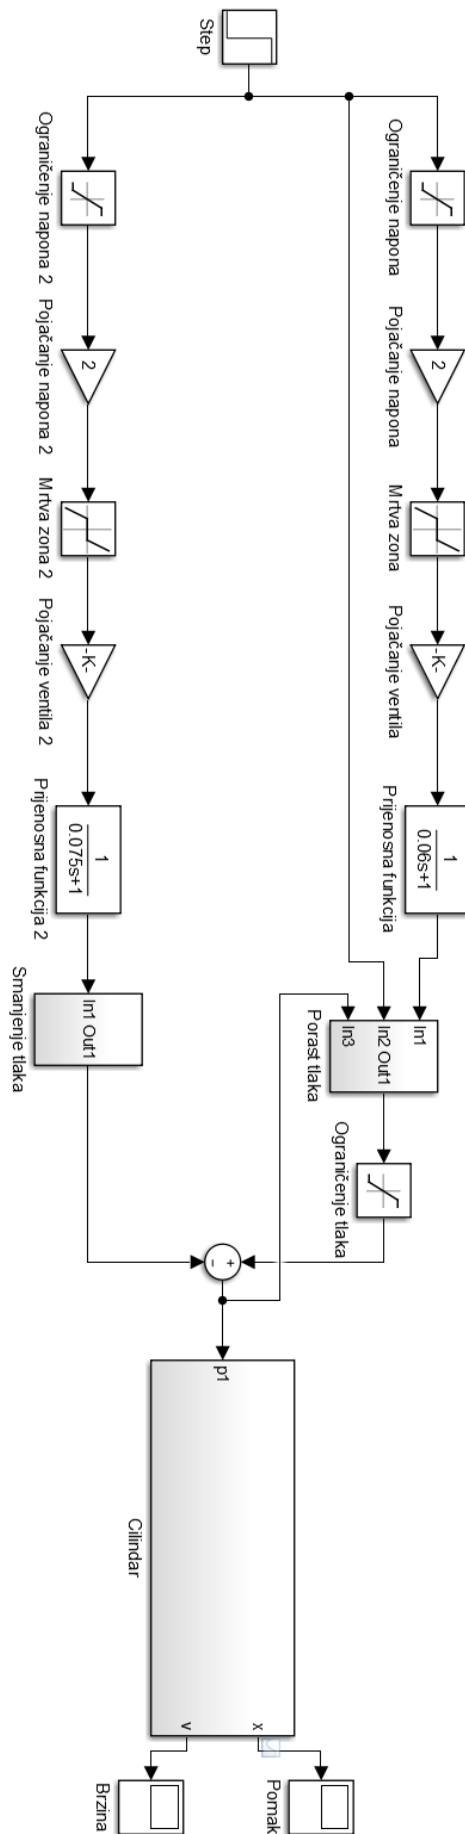 Step
Ograničenje napona
2
Pojačanje napona
Mrtva zona
-K-
Pojačanje ventila
1
0.06s+1
Prijenosna funkcija
In1
In2 Out1
In3
Porast tlaka
Ograničenje tlaka
Ograničenje napona 2
2
Pojačanje napona 2
Mrtva zona 2
-K-
Pojačanje ventila 2
1
0.075s+1
Prijenosna funkcija 2
In1 Out1
Smanjenje tlaka
+
−
p1
x
v
Cilindar
Pomak
Brzina